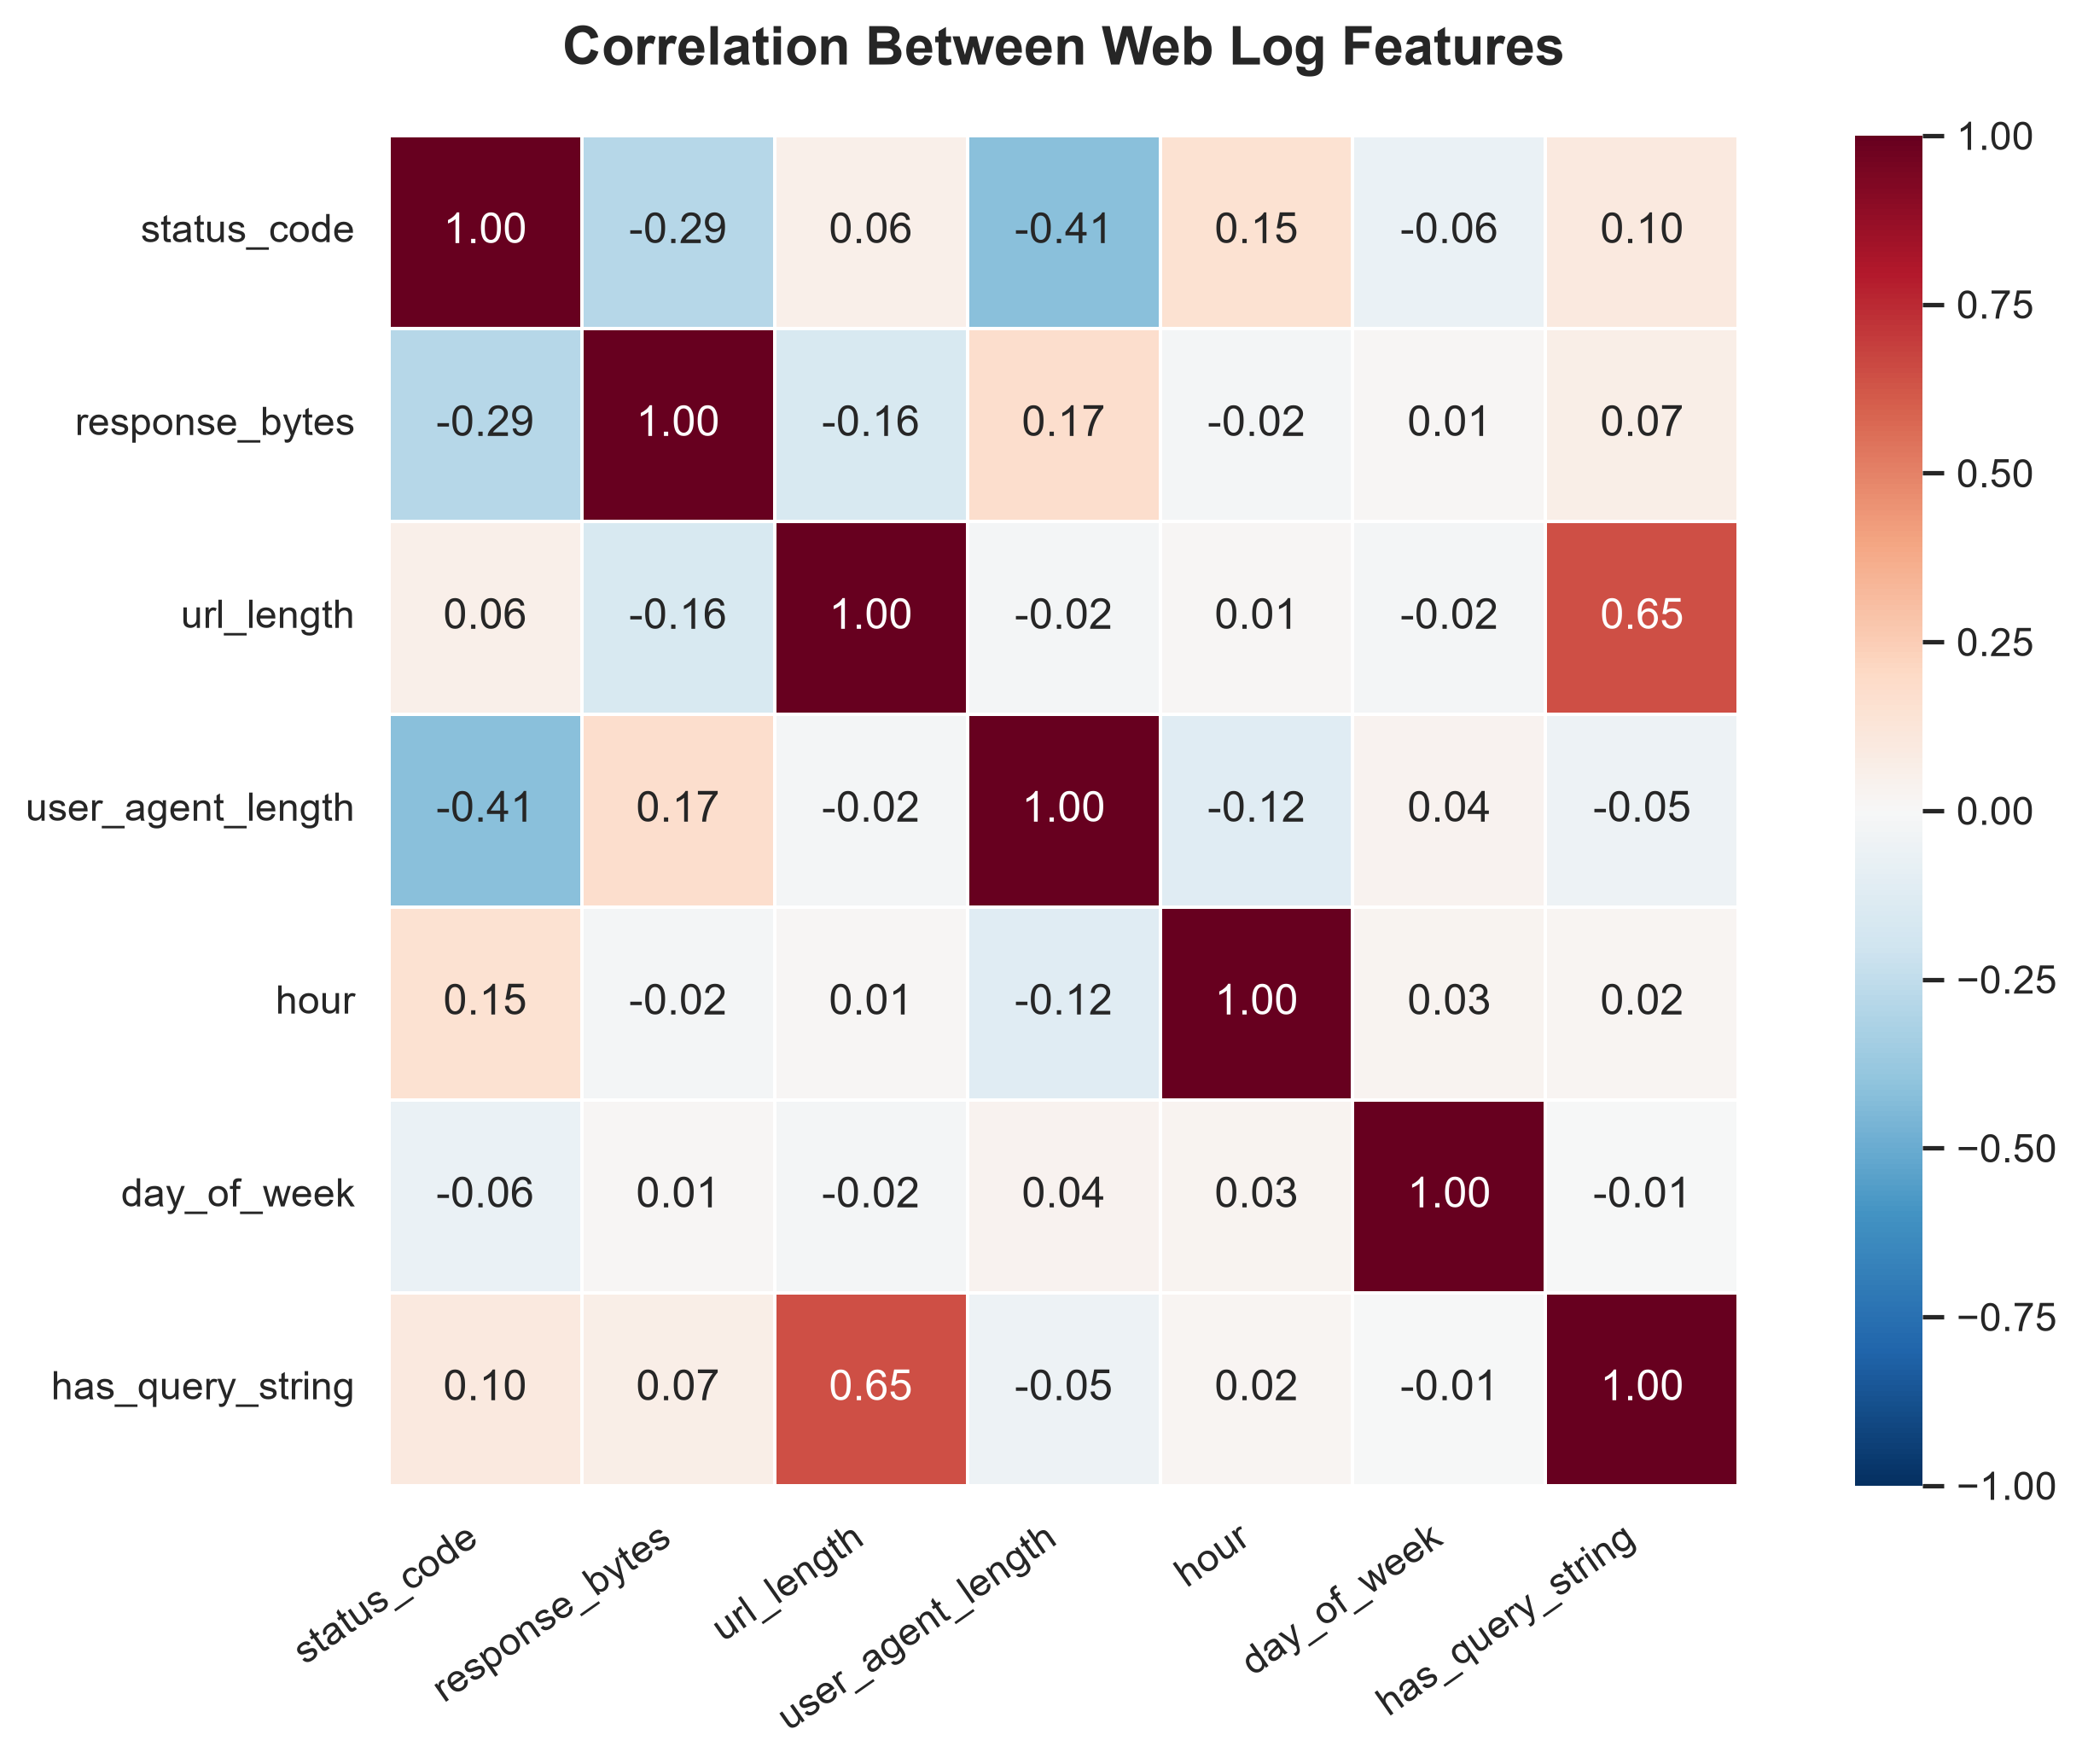 Correlation Between Web Log Features
status_code 1.00 -0.29 0.06 -0.41 0.15 -0.06 0.10
response_bytes -0.29 1.00 -0.16 0.17 -0.02 0.01 0.07
url_length 0.06 -0.16 1.00 -0.02 0.01 -0.02 0.65
user_agent_length -0.41 0.17 -0.02 1.00 -0.12 0.04 -0.05
hour 0.15 -0.02 0.01 -0.12 1.00 0.03 0.02
day_of_week -0.06 0.01 -0.02 0.04 0.03 1.00 -0.01
has_query_string 0.10 0.07 0.65 -0.05 0.02 -0.01 1.00
status_code
response_bytes
url_length
user_agent_length
hour
day_of_week
has_query_string
1.00
0.75
0.50
0.25
0.00
−0.25
−0.50
−0.75
−1.00